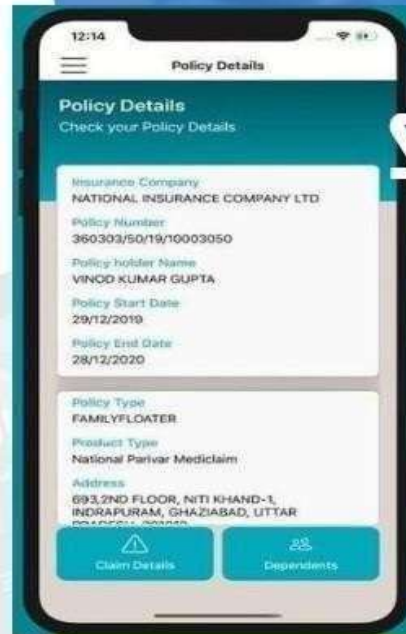 12:14
Policy Details
Policy Details
Check your Policy Details
Insurance Company
NATIONAL INSURANCE COMPANY LTD
Policy Number
360303/50/19/10003050
Policy holder Name
VINOD KUMAR GUPTA
Policy Start Date
29/12/2019
Policy End Date
28/12/2020
Policy Type
FAMILYFLOATER
Product Type
National Parivar Mediclaim
Address
693,2ND FLOOR, NITI KHAND-1,
INDRAPURAM, GHAZIABAD, UTTAR
Claim Details
Dependents